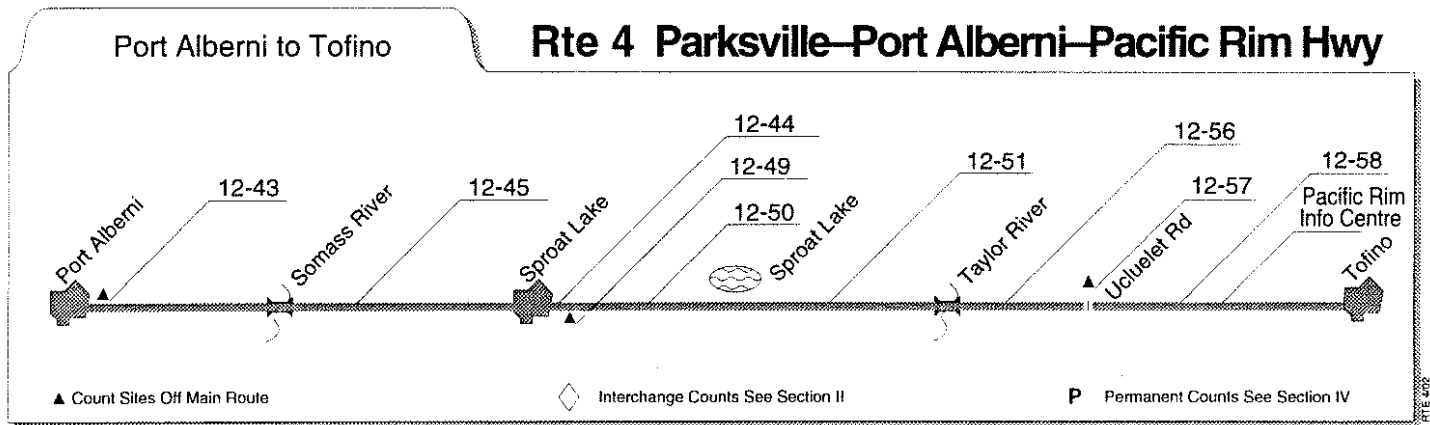 Port Alberni to Tofino
Rte 4 Parksville–Port Alberni–Pacific Rim Hwy
12-44
12-56
12-49
12-51
12-58
12-43
12-45
12-57
12-50
Pacific Rim
Info Centre
Port Alberni
Somass River
Sproat Lake
Sproat Lake
Taylor River
Ucluelet Rd
Tofino
▲ Count Sites Off Main Route
Interchange Counts See Section II
P Permanent Counts See Section IV
RTE 4/02